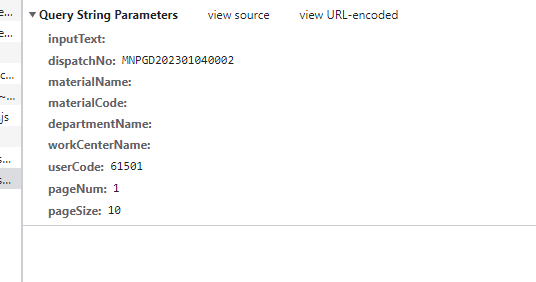 e...
Query String Parameters view source view URL-encoded
e...
inputText:
dispatchNo: MNPGD202301040002
c...
materialName:
~...
materialCode:
js
departmentName:
workCenterName:
s...
userCode: 61501
s...
pageNum: 1
pageSize: 10